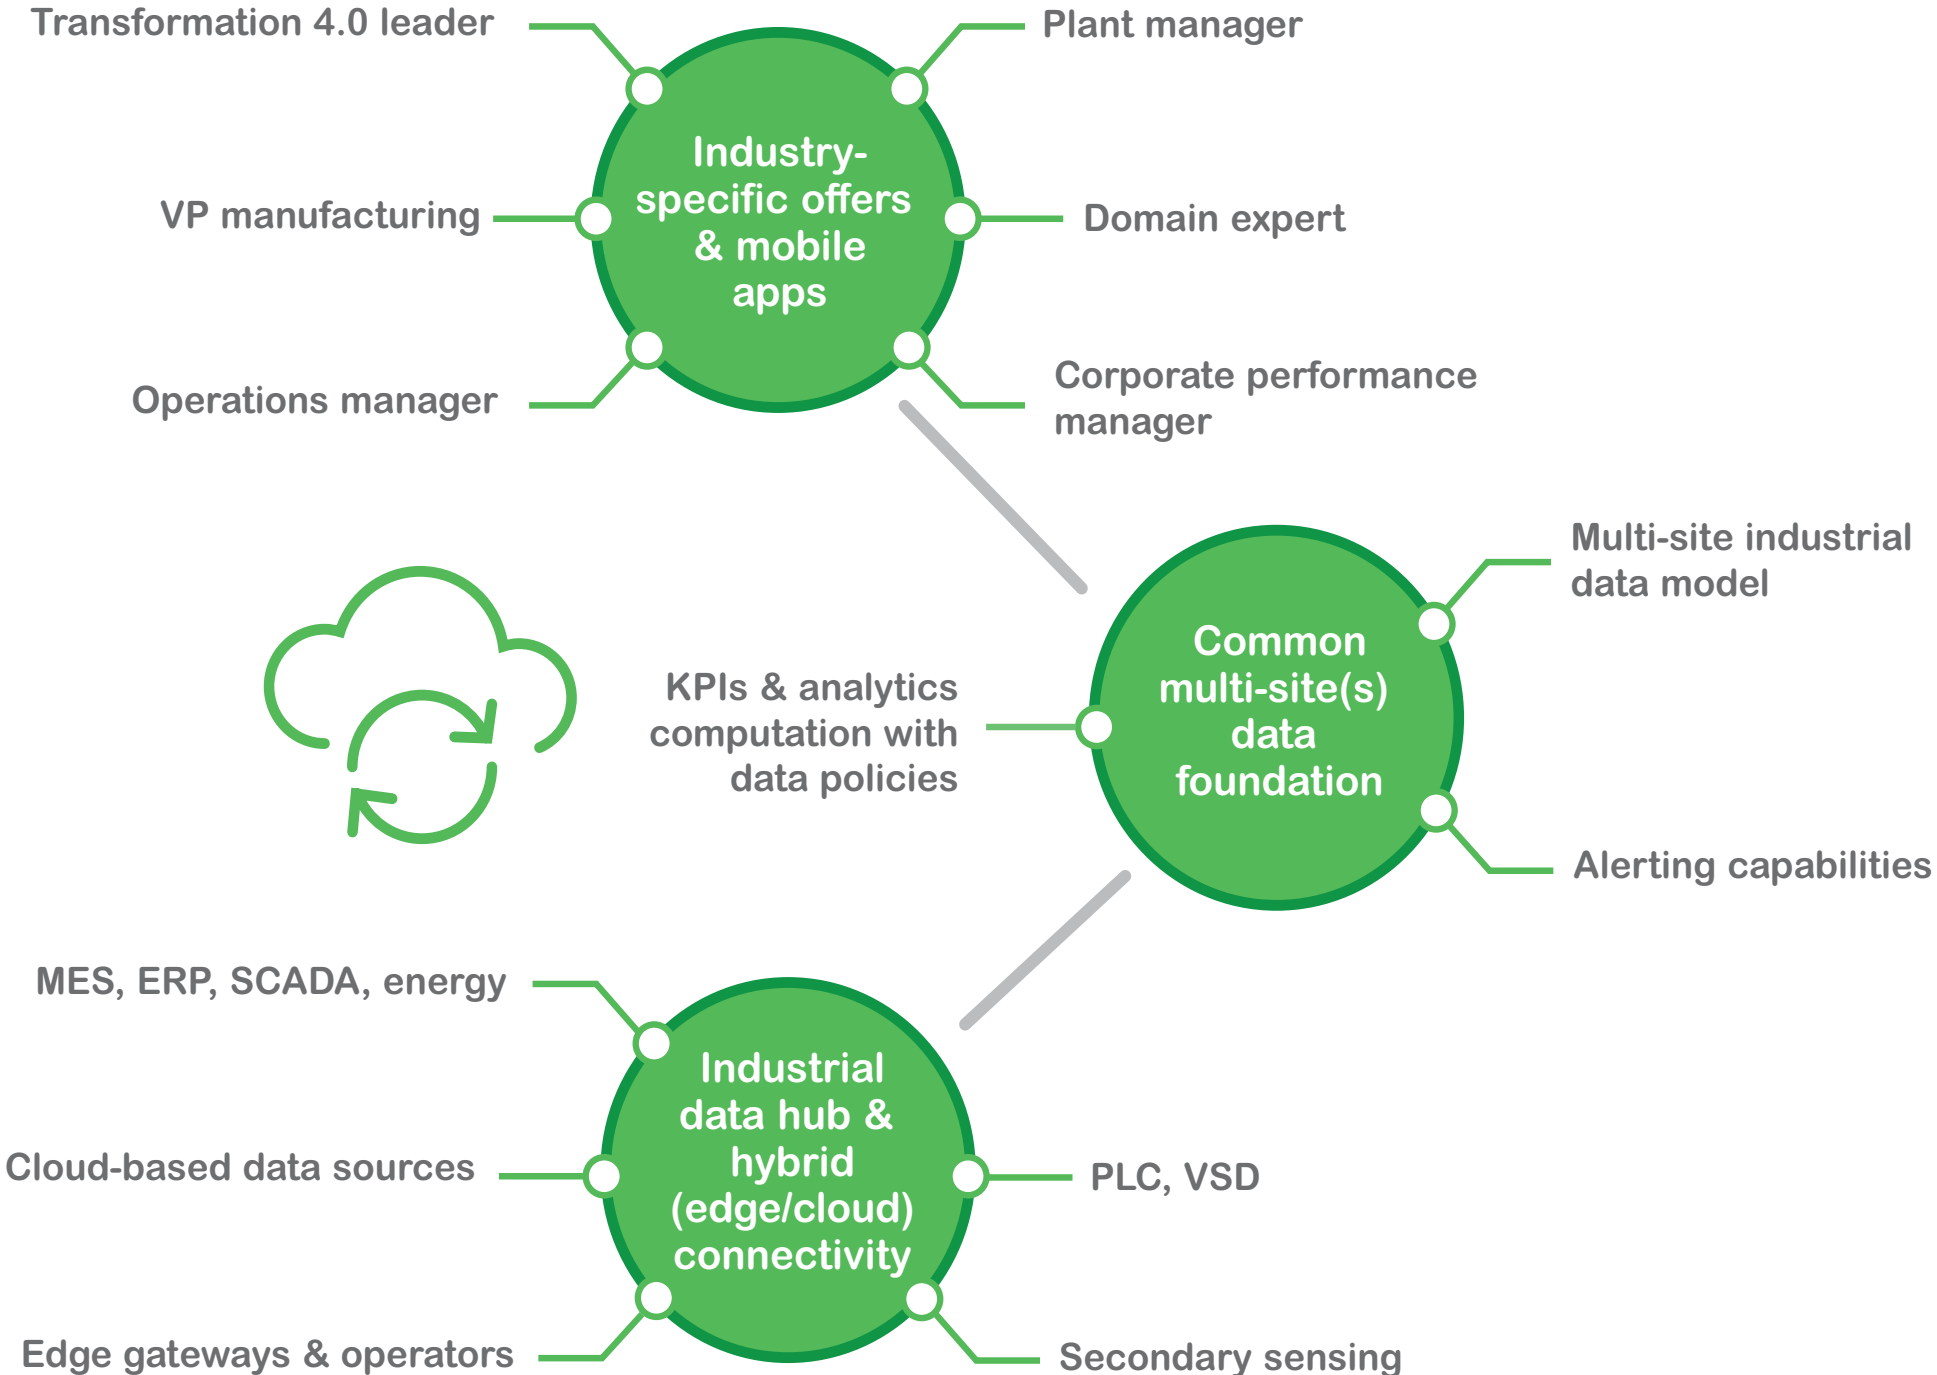 Transformation 4.0 leader
Plant manager
Industry-
specific offers
& mobile
apps
VP manufacturing
Domain expert
Operations manager
Corporate performance
manager
Multi-site industrial
data model
Common
multi-site(s)
data
foundation
KPIs & analytics
computation with
data policies
Alerting capabilities
MES, ERP, SCADA, energy
Industrial
data hub &
hybrid
(edge/cloud)
connectivity
Cloud-based data sources
PLC, VSD
Edge gateways & operators
Secondary sensing